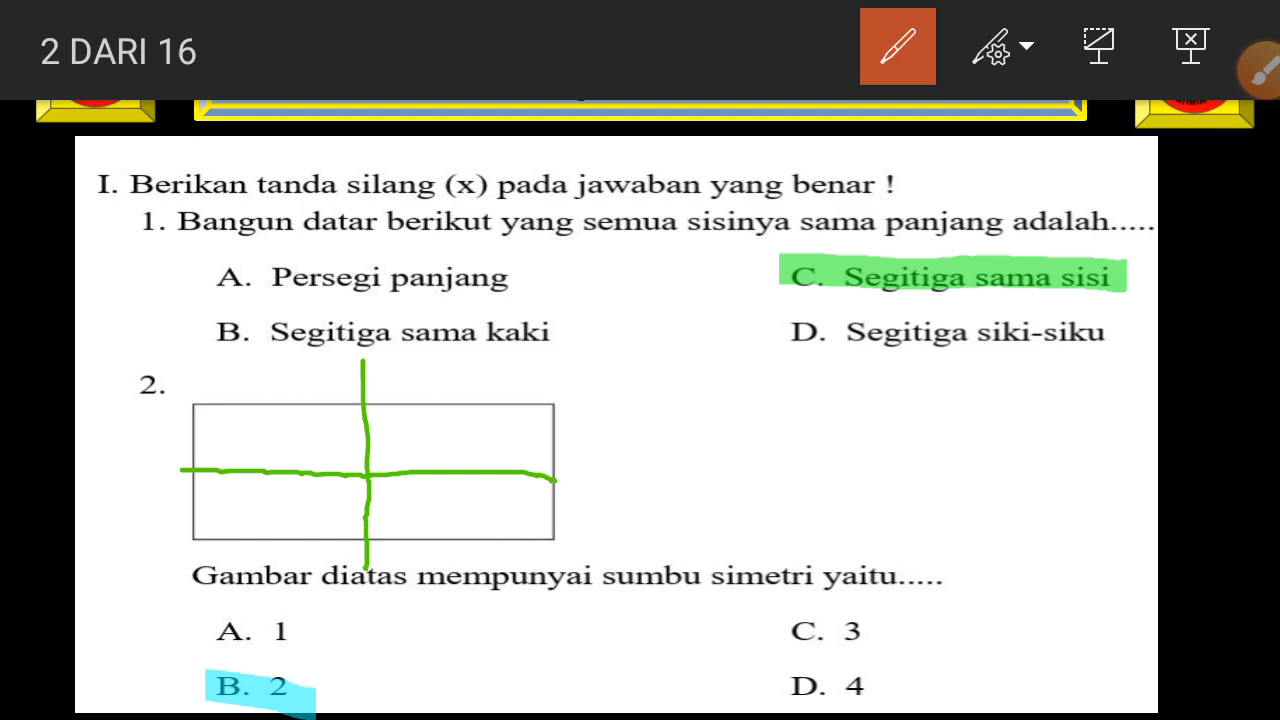 2 DARI 16
I. Berikan tanda silang (x) pada jawaban yang benar !
1. Bangun datar berikut yang semua sisinya sama panjang adalah.....
A. Persegi panjang
C. Segitiga sama sisi
B. Segitiga sama kaki
D. Segitiga siki-siku
2.
Gambar diatas mempunyai sumbu simetri yaitu.....
A. 1
C. 3
B. 2
D. 4